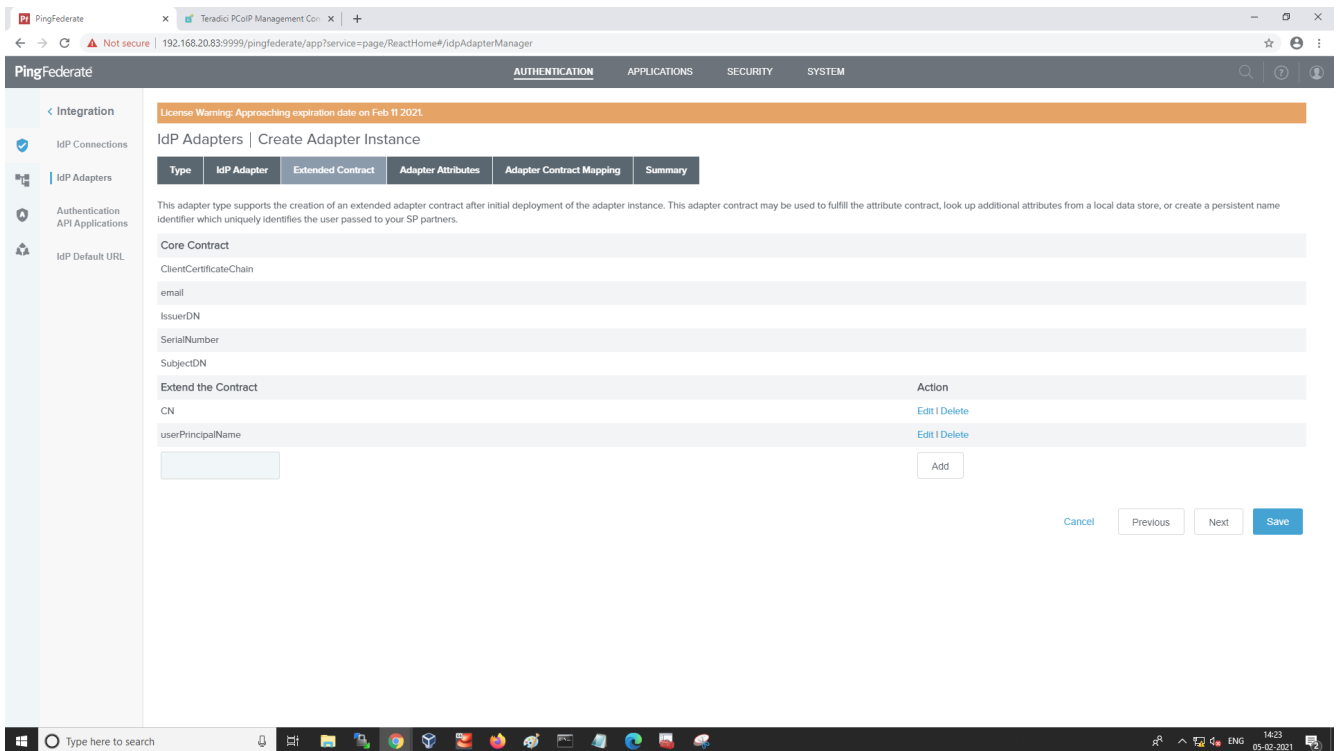 Pf PingFederate
Teradici PCoIP Management Con
Not secure 192.168.20.83:9999/pingfederate/app?service=page/ReactHome#/idpAdapterManager
PingFederate AUTHENTICATION APPLICATIONS SECURITY SYSTEM
< Integration
IdP Connections
IdP Adapters
Authentication
API Applications
IdP Default URL
License Warning: Approaching expiration date on Feb 11 2021.
IdP Adapters | Create Adapter Instance
Type IdP Adapter Extended Contract Adapter Attributes Adapter Contract Mapping Summary
This adapter type supports the creation of an extended adapter contract after initial deployment of the adapter instance. This adapter contract may be used to fulfill the attribute contract, look up additional attributes from a local data store, or create a persistent name
identifier which uniquely identifies the user passed to your SP partners.
Core Contract
ClientCertificateChain
email
IssuerDN
SerialNumber
SubjectDN
Extend the Contract Action
CN Edit | Delete
userPrincipalName Edit | Delete
Add
Cancel Previous Next Save
Type here to search
ENG 14:23
05-02-2021